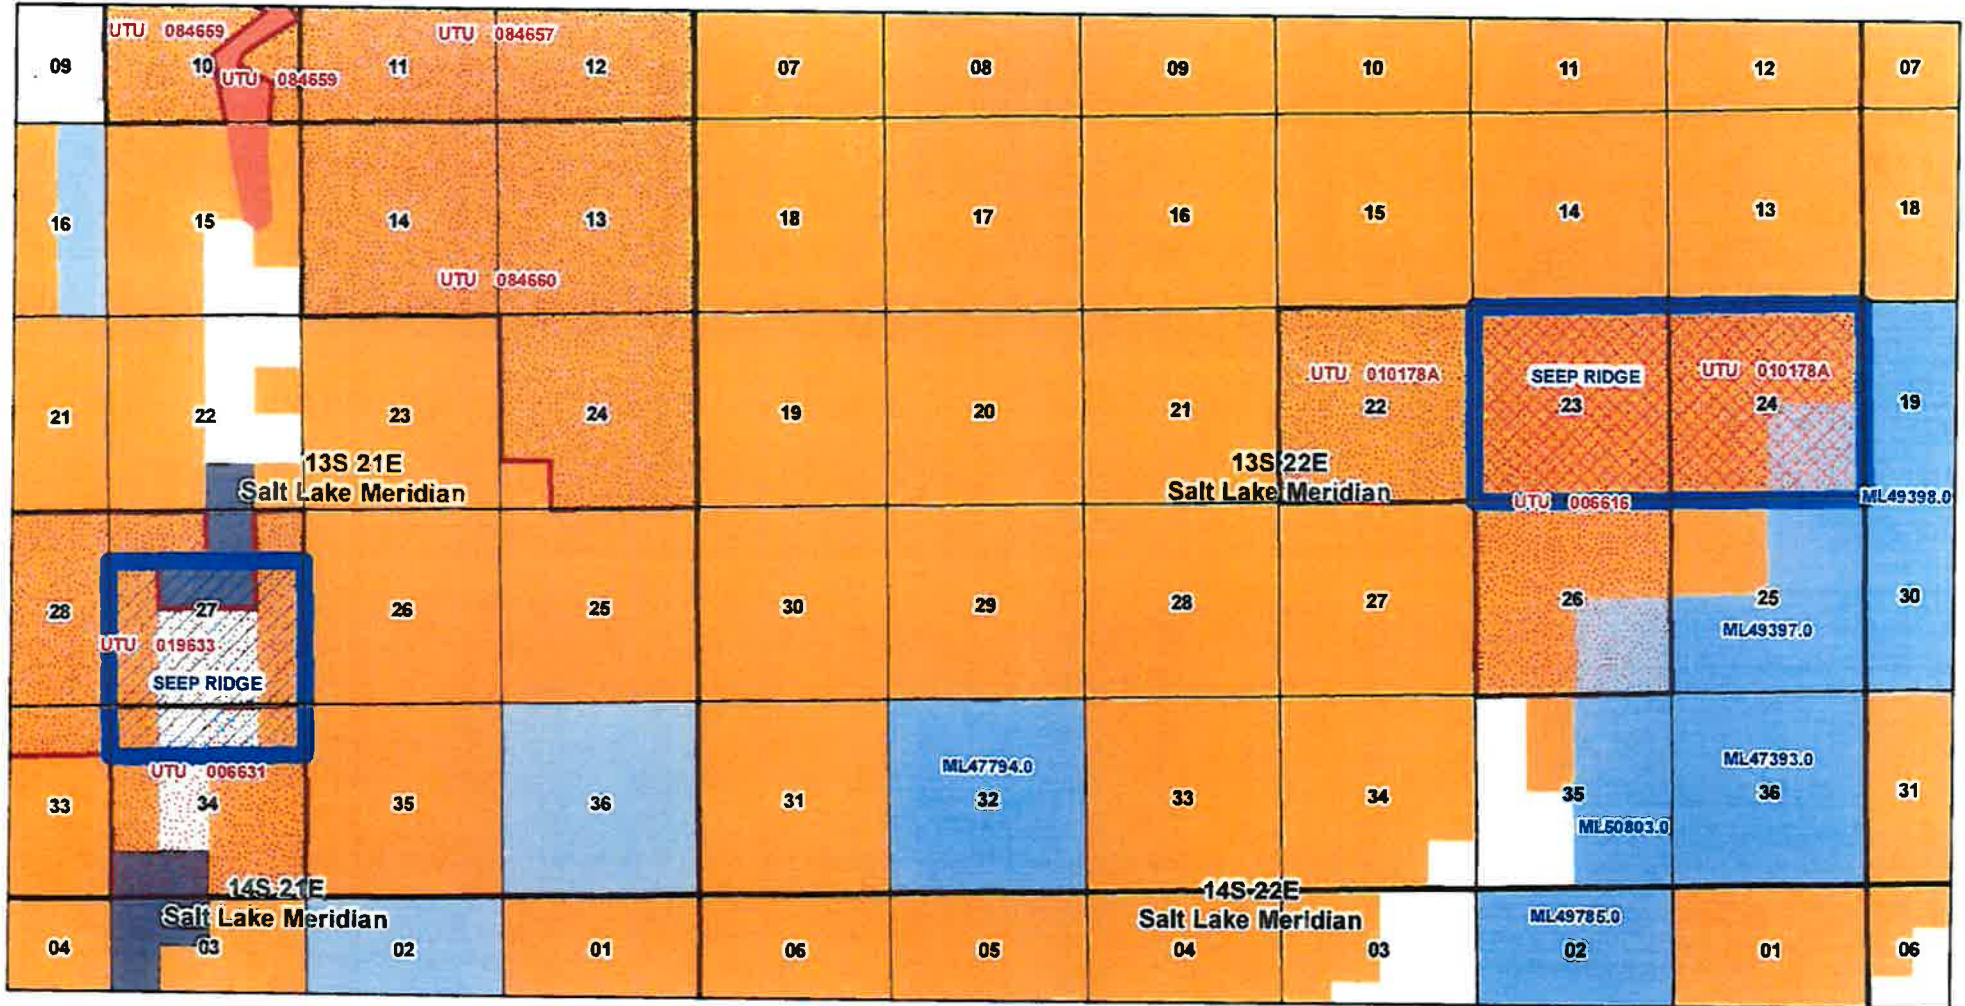 UTU 084659
UTU 084657
09
10
11
12
07
08
09
10
11
12
07
UTU 084659
16
15
14
13
18
17
16
15
14
13
18
UTU 084660
UTU 010178A
SEEP RIDGE
UTU 010178A
21
22
23
24
19
20
21
22
23
24
19
13S 21E
Salt Lake Meridian
13S 22E
Salt Lake Meridian
UTU 006616
ML49398.0
28
27
26
25
30
29
28
27
26
25
30
UTU 019633
ML49397.0
SEEP RIDGE
UTU 006631
ML47794.0
ML47393.0
33
34
35
36
31
32
33
34
35
36
31
ML50803.0
14S 21E
Salt Lake Meridian
14S 22E
Salt Lake Meridian
ML49785.0
04
03
02
01
06
05
04
03
02
01
06